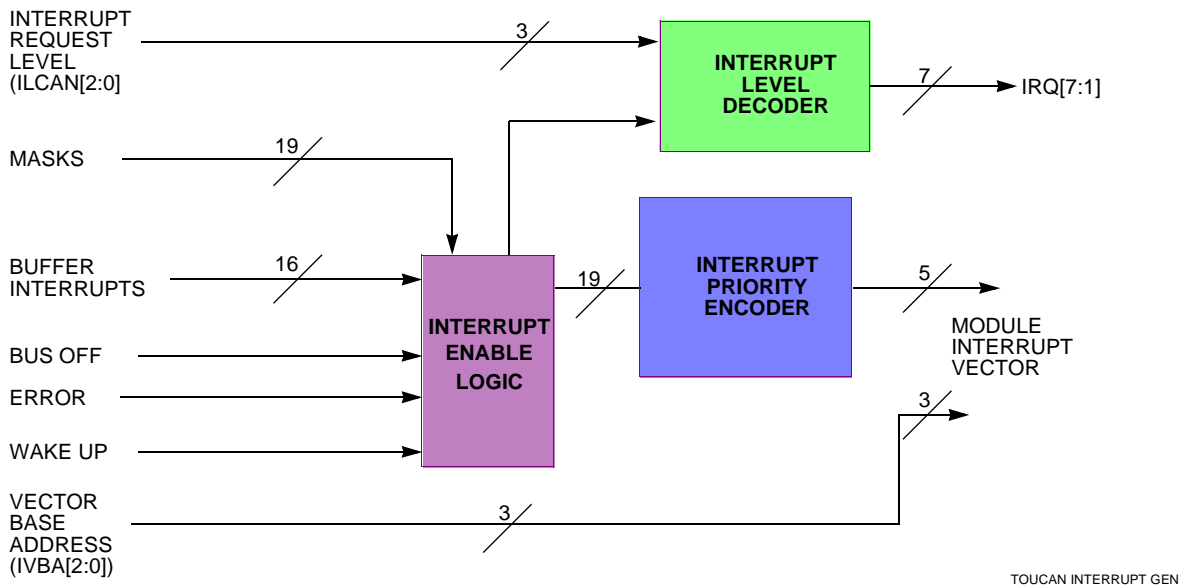 INTERRUPT
REQUEST
LEVEL
(ILCAN[2:0]
3
INTERRUPT
LEVEL
DECODER
7
IRQ[7:1]
MASKS
19
BUFFER
INTERRUPTS
16
BUS OFF
ERROR
WAKE UP
INTERRUPT
ENABLE
LOGIC
19
INTERRUPT
PRIORITY
ENCODER
5
MODULE
INTERRUPT
VECTOR
3
VECTOR
BASE
ADDRESS
(IVBA[2:0])
3
TOUCAN INTERRUPT GEN